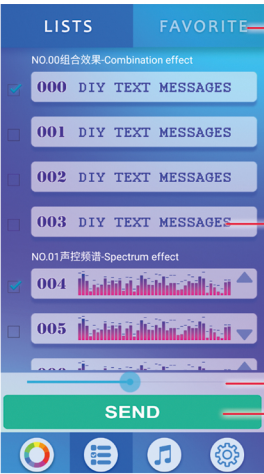 LISTS
FAVORITE
NO.00组合效果-Combination effect
000 DIY TEXT MESSAGES
001 DIY TEXT MESSAGES
002 DIY TEXT MESSAGES
003 DIY TEXT MESSAGES
NO.01声控频谱-Spectrum effect
004
005
SEND